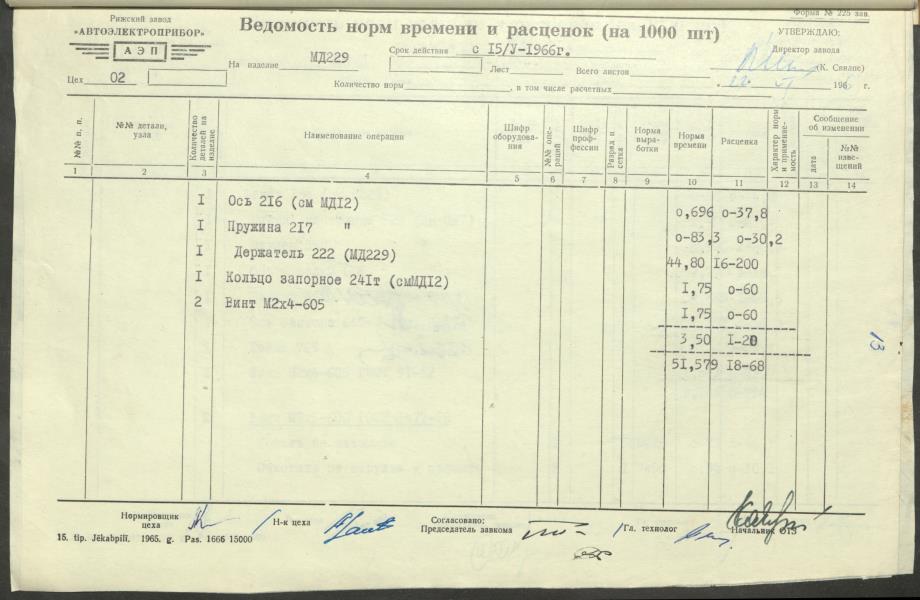 Форма № 225 зав.
Рижский завод
«АВТОЭЛЕКТРОПРИБОР»
АЭП
Ведомость норм времени и расценок (на 1000 шт)
УТВЕРЖДАЮ:
Директор завода
(К. Свилпе)
196 г.
Цех 02
На изделие МД229
Срок действия с I5/У-I966г.
Лист Всего листов
Количество норм , в том числе расчетных
№№ п. п.
№№ детали, узла
Количество деталей на изделие
Наименование операции
Шифр оборудования
№№ операций
Шифр профессии
Разряд и сетка
Норма выработки
Норма времени
Расценка
Характер норм и применимость
Сообщение об изменении
дата
№№ извещений
1 2 3 4 5 6 7 8 9 10 11 12 13 14
I Ось 2I6 (см МДI2)
0,696 0-37,8
I Пружина 2I7 "
0-83,3 0-30,2
I Держатель 222 (МД229)
44,80 I6-200
I Кольцо запорное 24Iт (смМДI2)
I,75 0-60
2 Винт М2х4-605
I,75 0-60
3,50 I-20
5I,579 I8-68
13
Нормировщик цеха
Н-к цеха
Согласовано:
Председатель завкома
Гл. технолог
Начальник ОТЗ
15. tip. Jēkabpilī. 1965. g. Pas. 1666 15000